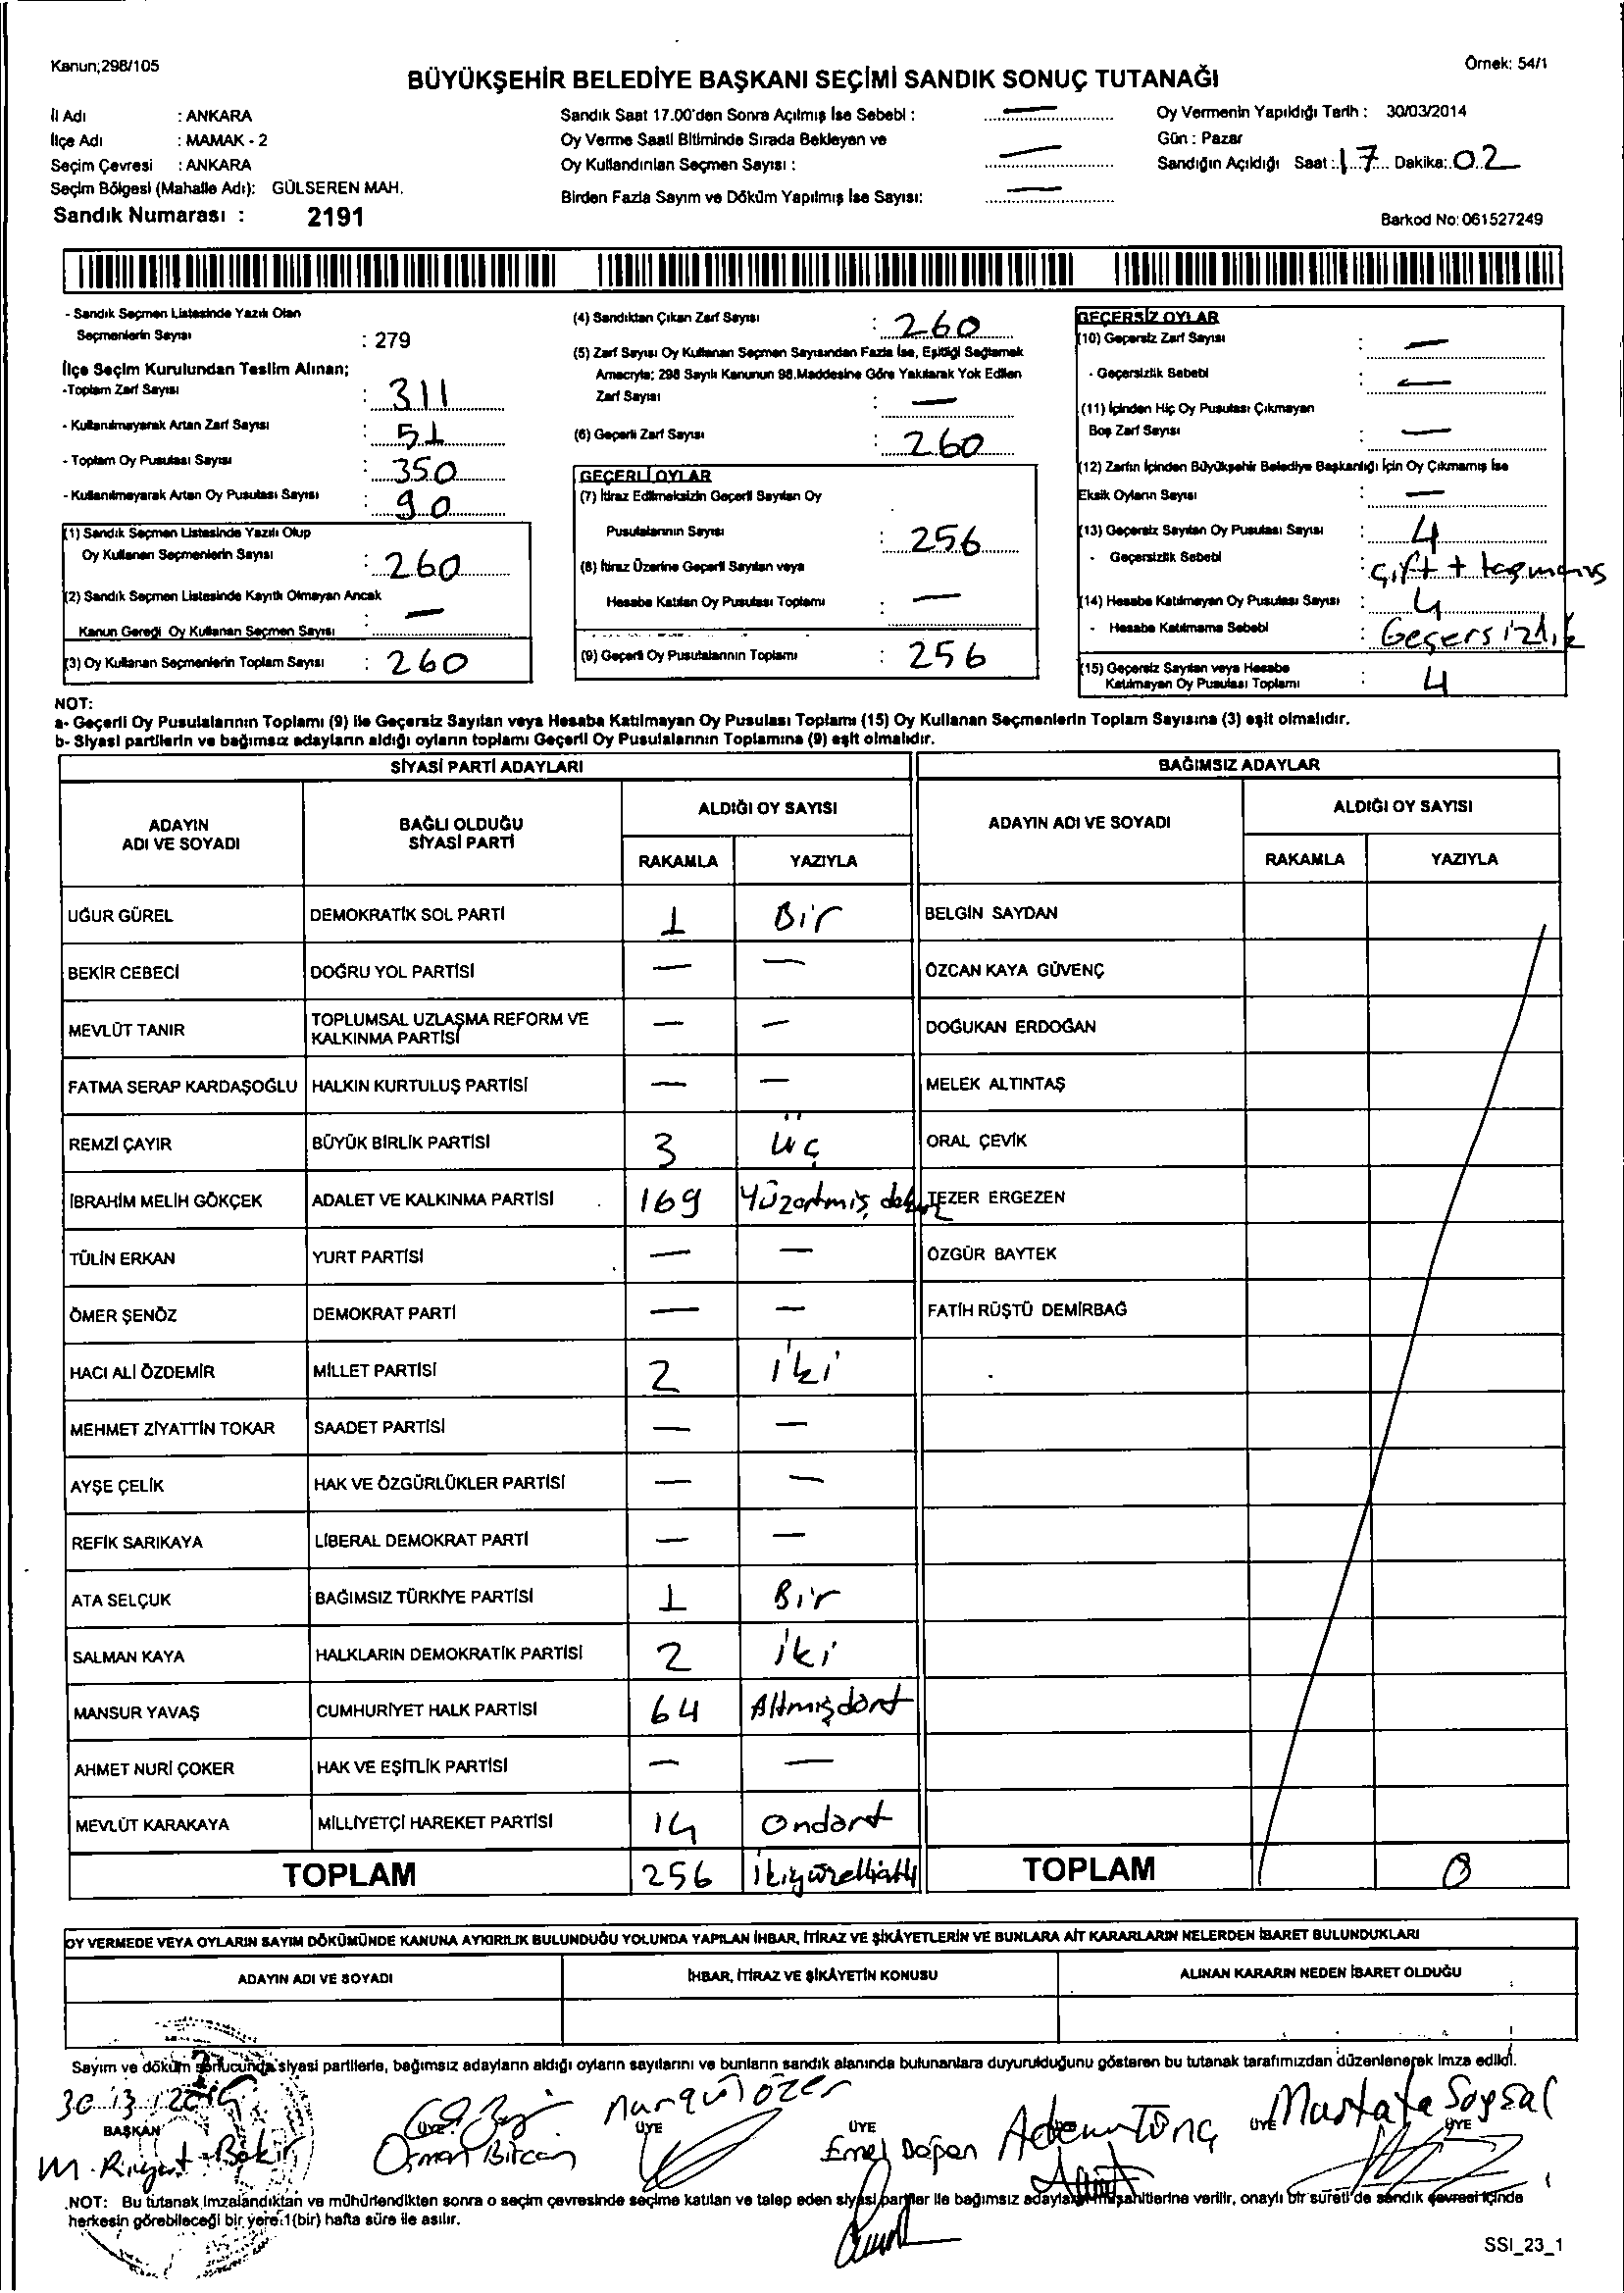 Kanun;298/105
Örnek: 54/1
BÜYÜKŞEHİR BELEDİYE BAŞKANI SEÇİMİ SANDIK SONUÇ TUTANAĞI
İl Adı : ANKARA
İlçe Adı : MAMAK - 2
Seçim Çevresi : ANKARA
Seçim Bölgesi (Mahalle Adı): GÜLSEREN MAH.
Sandık Numarası : 2191
Sandık Saat 17.00'den Sonra Açılmış İse Sebebi : —
Oy Verme Saati Bitiminde Sırada Bekleyen ve
Oy Kullandırılan Seçmen Sayısı : —
Birden Fazla Sayım ve Döküm Yapılmış İse Sayısı: —
Oy Vermenin Yapıldığı Tarih : 30/03/2014
Gün : Pazar
Sandığın Açıldığı Saat : 17 Dakika: 02
Barkod No: 061527249
- Sandık Seçmen Listesinde Yazılı Olan
Seçmenlerin Sayısı : 279
İlçe Seçim Kurulundan Teslim Alınan;
-Toplam Zarf Sayısı : 311
- Kullanılmayarak Artan Zarf Sayısı : 51
- Toplam Oy Pusulası Sayısı : 350
- Kullanılmayarak Artan Oy Pusulası Sayısı : 90
(1) Sandık Seçmen Listesinde Yazılı Olup
Oy Kullanan Seçmenlerin Sayısı : 260
(2) Sandık Seçmen Listesinde Kayıtlı Olmayan Ancak
Kanun Gereği Oy Kullanan Seçmen Sayısı : —
(3) Oy Kullanan Seçmenlerin Toplam Sayısı : 260
(4) Sandıktan Çıkan Zarf Sayısı : 260
(5) Zarf Sayısı Oy Kullanan Seçmen Sayısından Fazla İse, Eşitliği Sağlamak
Amacıyla; 298 Sayılı Kanunun 98.Maddesine Göre Yakılarak Yok Edilen
Zarf Sayısı : —
(6) Geçerli Zarf Sayısı : 260
GEÇERLİ OYLAR
(7) İtiraz Edilmeksizin Geçerli Sayılan Oy
Pusulalarının Sayısı : 256
(8) İtiraz Üzerine Geçerli Sayılan veya
Hesaba Katılan Oy Pusulası Toplamı : —
(9) Geçerli Oy Pusulalarının Toplamı : 256
GEÇERSİZ OYLAR
(10) Geçersiz Zarf Sayısı : —
- Geçersizlik Sebebi : —
(11) İçinden Hiç Oy Pusulası Çıkmayan
Boş Zarf Sayısı : —
(12) Zarfın İçinden Büyükşehir Belediye Başkanlığı İçin Oy Çıkmamış İse
Eksik Oyların Sayısı : —
(13) Geçersiz Sayılan Oy Pusulası Sayısı : 4
- Geçersizlik Sebebi : çift + taşmamış
(14) Hesaba Katılmayan Oy Pusulası Sayısı : 4
- Hesaba Katılmama Sebebi : Geçersizlik
(15) Geçersiz Sayılan veya Hesaba
Katılmayan Oy Pusulası Toplamı : 4
NOT:
a- Geçerli Oy Pusulalarının Toplamı (9) ile Geçersiz Sayılan veya Hesaba Katılmayan Oy Pusulası Toplamı (15) Oy Kullanan Seçmenlerin Toplam Sayısına (3) eşit olmalıdır.
b- Siyasi partilerin ve bağımsız adayların aldığı oyların toplamı Geçerli Oy Pusulalarının Toplamına (9) eşit olmalıdır.
SİYASİ PARTİ ADAYLARI
ADAYIN ADI VE SOYADI
BAĞLI OLDUĞU SİYASİ PARTİ
ALDIĞI OY SAYISI
RAKAMLA YAZIYLA
UĞUR GÜREL DEMOKRATİK SOL PARTİ 1 Bir
BEKİR CEBECİ DOĞRU YOL PARTİSİ — —
MEVLÜT TANIR TOPLUMSAL UZLAŞMA REFORM VE KALKINMA PARTİSİ — —
FATMA SERAP KARDAŞOĞLU HALKIN KURTULUŞ PARTİSİ — —
REMZİ ÇAYIR BÜYÜK BİRLİK PARTİSİ 3 üç
İBRAHİM MELİH GÖKÇEK ADALET VE KALKINMA PARTİSİ 169
TÜLİN ERKAN YURT PARTİSİ — —
ÖMER ŞENÖZ DEMOKRAT PARTİ — —
HACI ALİ ÖZDEMİR MİLLET PARTİSİ 2 iki
MEHMET ZİYATTİN TOKAR SAADET PARTİSİ — —
AYŞE ÇELİK HAK VE ÖZGÜRLÜKLER PARTİSİ — —
REFİK SARIKAYA LİBERAL DEMOKRAT PARTİ — —
ATA SELÇUK BAĞIMSIZ TÜRKİYE PARTİSİ 1 Bir
SALMAN KAYA HALKLARIN DEMOKRATİK PARTİSİ 2 iki
MANSUR YAVAŞ CUMHURİYET HALK PARTİSİ 64 Altmışdört
AHMET NURİ ÇOKER HAK VE EŞİTLİK PARTİSİ — —
MEVLÜT KARAKAYA MİLLİYETÇİ HAREKET PARTİSİ 14 Ondört
TOPLAM 256 ikiyüzelliatı
BAĞIMSIZ ADAYLAR
ADAYIN ADI VE SOYADI
ALDIĞI OY SAYISI
RAKAMLA YAZIYLA
BELGİN SAYDAN
ÖZCAN KAYA GÜVENÇ
DOĞUKAN ERDOĞAN
MELEK ALTINTAŞ
ORAL ÇEVİK
TEZER ERGEZEN
ÖZGÜR BAYTEK
FATİH RÜŞTÜ DEMİRBAĞ
TOPLAM 0
OY VERMEDE VEYA OYLARIN SAYIM DÖKÜMÜNDE KANUNA AYKIRILIK BULUNDUĞU YOLUNDA YAPILAN İHBAR, İTİRAZ VE ŞİKÂYETLERİN VE BUNLARA AİT KARARLARIN NELERDEN İBARET BULUNDUKLARI
ADAYIN ADI VE SOYADI İHBAR, İTİRAZ VE ŞİKÂYETİN KONUSU ALINAN KARARIN NEDEN İBARET OLDUĞU
Sayım ve döküm sonucunda siyasi partilerle, bağımsız adayların aldığı oyların sayılarını ve bunların sandık alanında bulunanlara duyurulduğunu gösteren bu tutanak tarafımızdan düzenlenerek imza edildi.
30/3/2014
BAŞKAN ÜYE ÜYE ÜYE ÜYE ÜYE
Nurgül Özer
Adem Tunç
Mustafa Soysal
Osman Bircan
Emel Doğan
NOT: Bu tutanak imzalandıktan ve mühürlendikten sonra o seçim çevresinde seçime katılan ve talep eden siyasi partiler ile bağımsız adayların müşahitlerine verilir, onaylı bir sureti de sandık çevresi içinde
herkesin görebileceği bir yere 1(bir) hafta süre ile asılır.
SSI_23_1